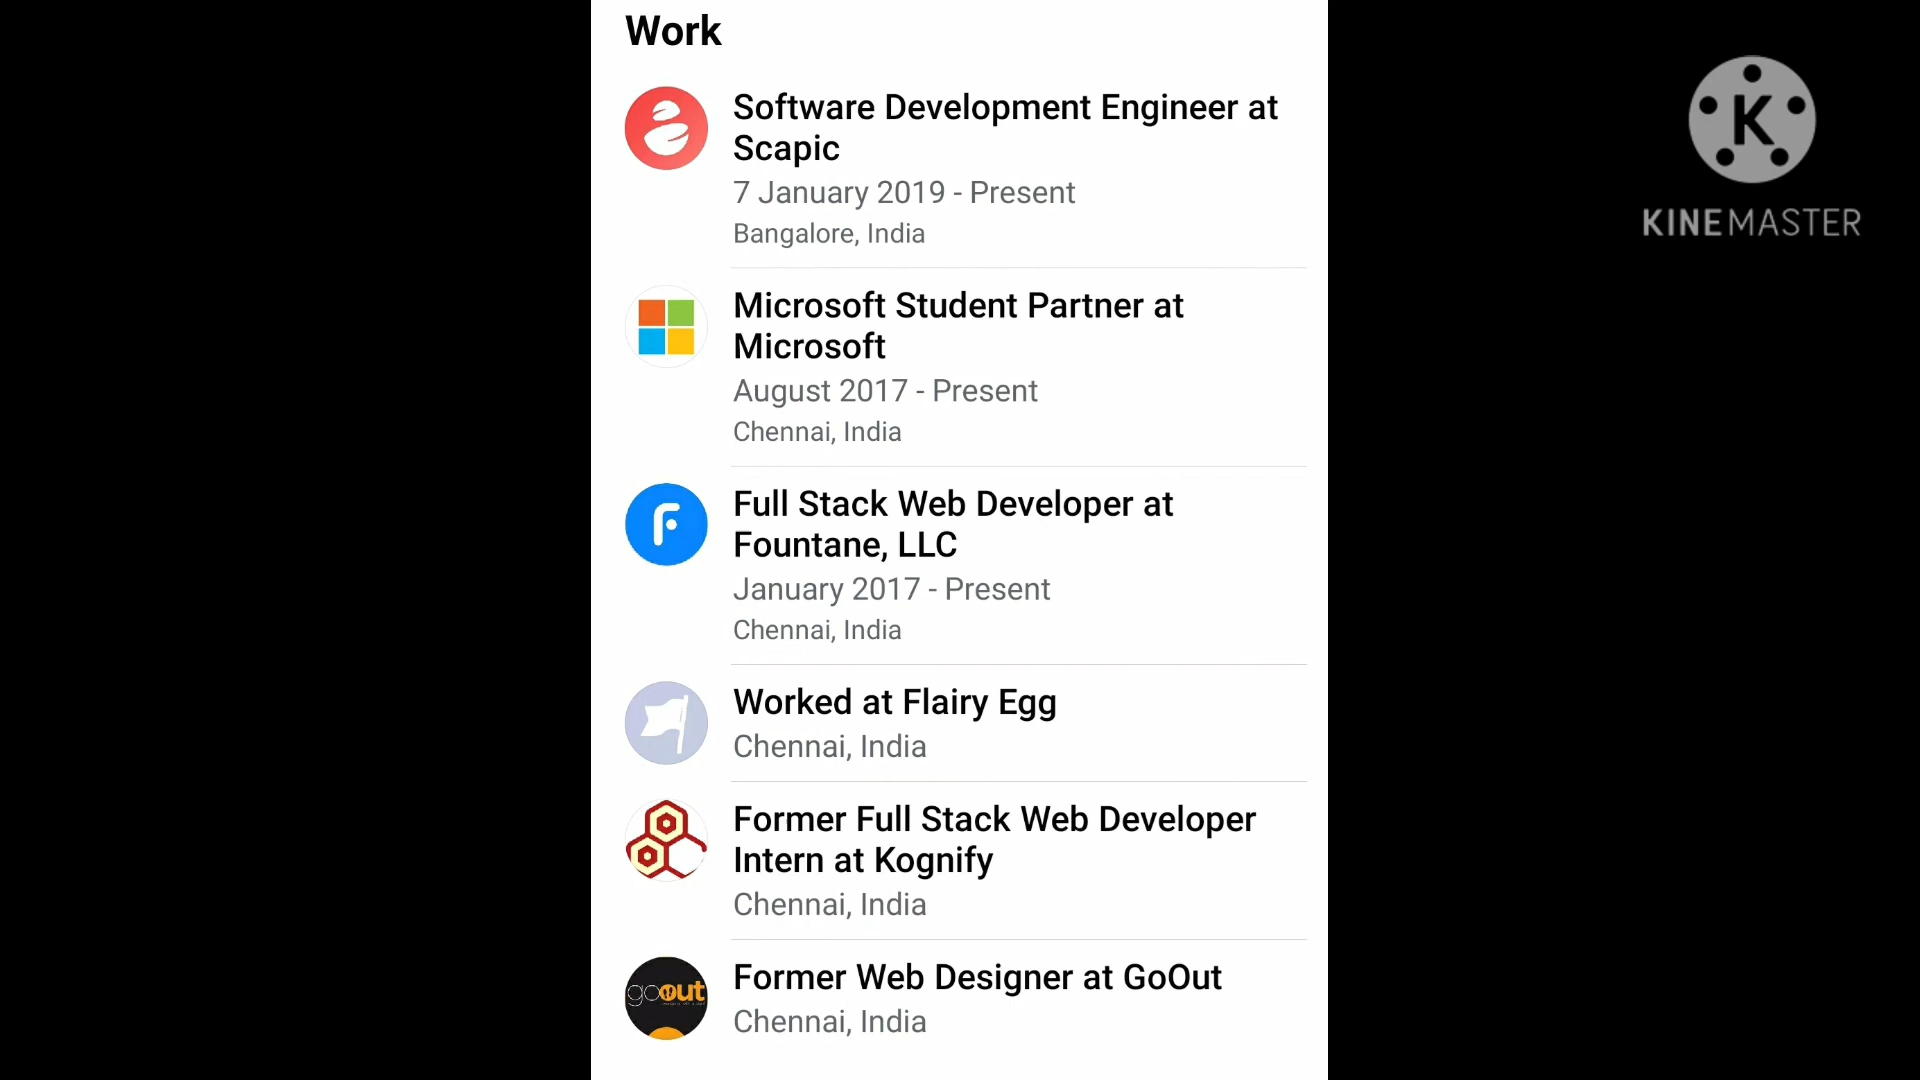 Work
Software Development Engineer at
Scapic
7 January 2019 - Present
Bangalore, India
Microsoft Student Partner at
Microsoft
August 2017 - Present
Chennai, India
Full Stack Web Developer at
Fountane, LLC
January 2017 - Present
Chennai, India
Worked at Flairy Egg
Chennai, India
Former Full Stack Web Developer
Intern at Kognify
Chennai, India
goout
Former Web Designer at GoOut
Chennai, India
K
KINEMASTER